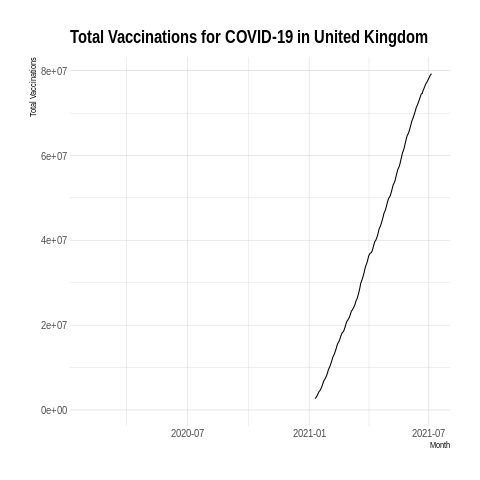 Total Vaccinations for COVID-19 in United Kingdom
Total Vaccinations
8e+07
6e+07
4e+07
2e+07
0e+00
2020-07
2021-01
2021-07
Month